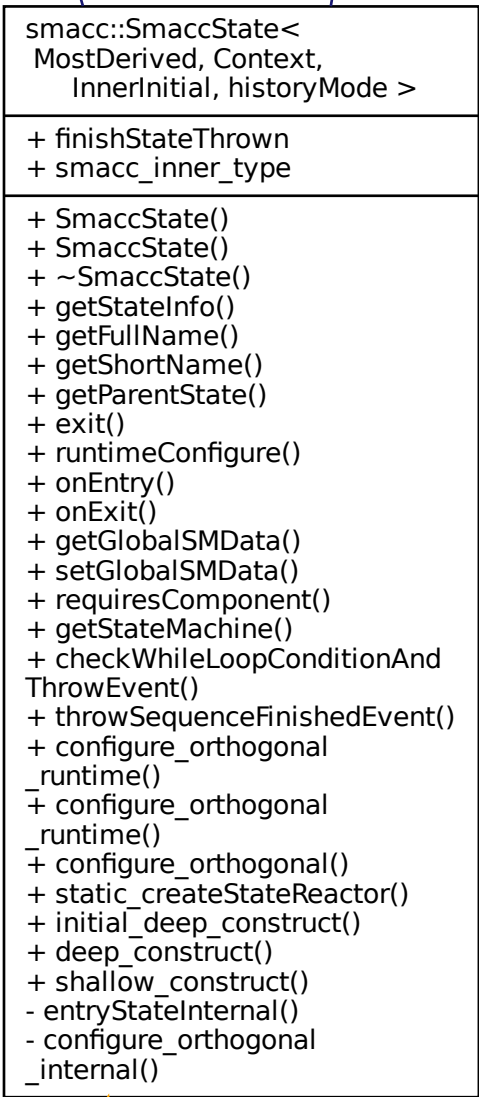 smacc::SmaccState<
MostDerived, Context,
InnerInitial, historyMode >
+ finishStateThrown
+ smacc_inner_type
+ SmaccState()
+ SmaccState()
+ ~SmaccState()
+ getStateInfo()
+ getFullName()
+ getShortName()
+ getParentState()
+ exit()
+ runtimeConfigure()
+ onEntry()
+ onExit()
+ getGlobalSMData()
+ setGlobalSMData()
+ requiresComponent()
+ getStateMachine()
+ checkWhileLoopConditionAnd
ThrowEvent()
+ throwSequenceFinishedEvent()
+ configure_orthogonal
_runtime()
+ configure_orthogonal
_runtime()
+ configure_orthogonal()
+ static_createStateReactor()
+ initial_deep_construct()
+ deep_construct()
+ shallow_construct()
- entryStateInternal()
- configure_orthogonal
_internal()